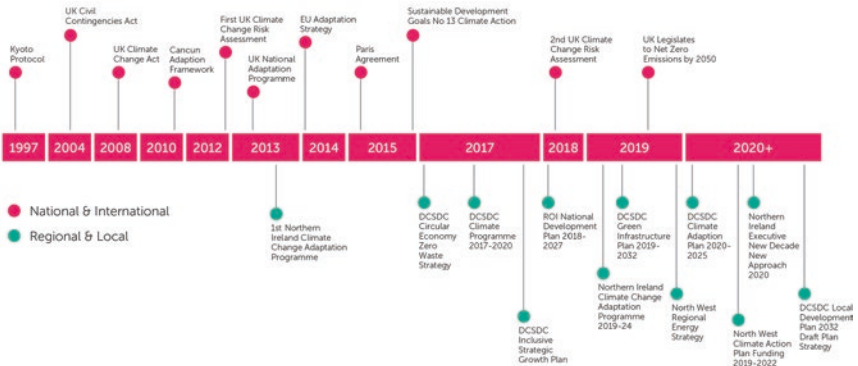 Sustainable Development
Goals No 13 Climate Action
UK Civil
Contingencies Act
First UK Climate
Change Risk
Assessment
EU Adaptation
Strategy
2nd UK Climate
Change Risk
Assessment
UK Legislates
to Net Zero
Emissions by 2050
Kyoto
Protocol
UK Climate
Change Act
Cancun
Adaption
Framework
UK National
Adaptation
Programme
Paris
Agreement
1997
2004
2008
2010
2012
2013
2014
2015
2017
2018
2019
2020+
National & International
Regional & Local
1st Northern
Ireland Climate
Change Adaption
Programme
DCSDC
Circular
Economy
Zero
Waste
Strategy
DCSDC
Climate
Programme
2017-2020
DCSDC
Inclusive
Strategic
Growth Plan
ROI National
Development
Plan 2018-
2027
Northern Ireland
Climate Change
Adaptation
Programme
2019-24
DCSDC
Green
Infrastructure
Plan 2019-
2032
North West
Regional
Energy
Strategy
DCSDC
Climate
Adaption
Plan 2020-
2025
North West
Climate Action
Plan Funding
2019-2022
Northern
Ireland
Executive
New Decade
New
Approach
2020
DCSDC Local
Development
Plan 2032
Draft Plan
Strategy